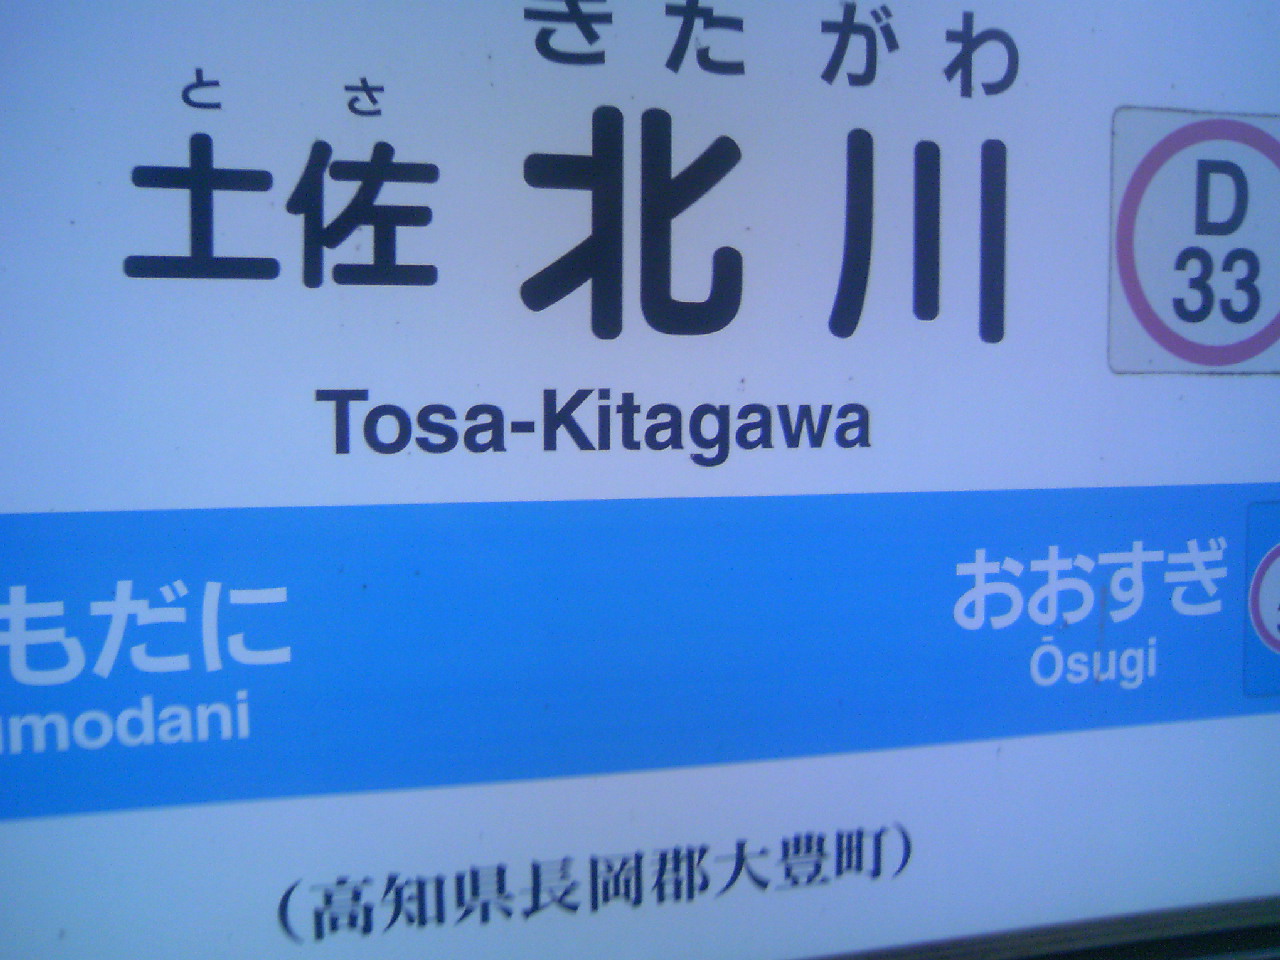 とさ きたがわ
土佐 北川
D
33
Tosa-Kitagawa
もだに おおすぎ
umodani Ōsugi
(高知県長岡郡大豊町)